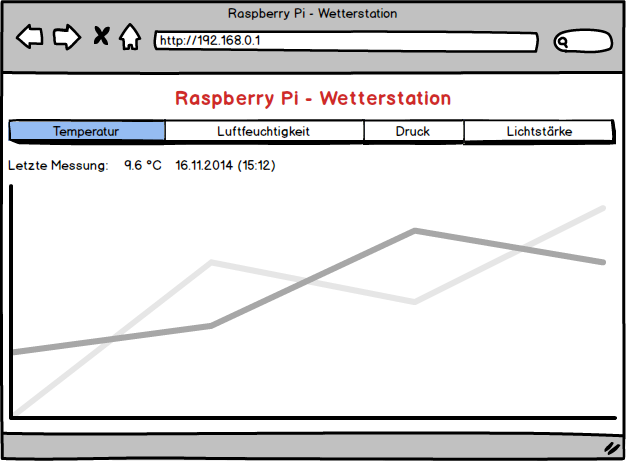 Raspberry Pi - Wetterstation
http://192.168.0.1
Raspberry Pi - Wetterstation
Temperatur Luftfeuchtigkeit Druck Lichtstärke
Letzte Messung: 9.6 °C 16.11.2014 (15:12)